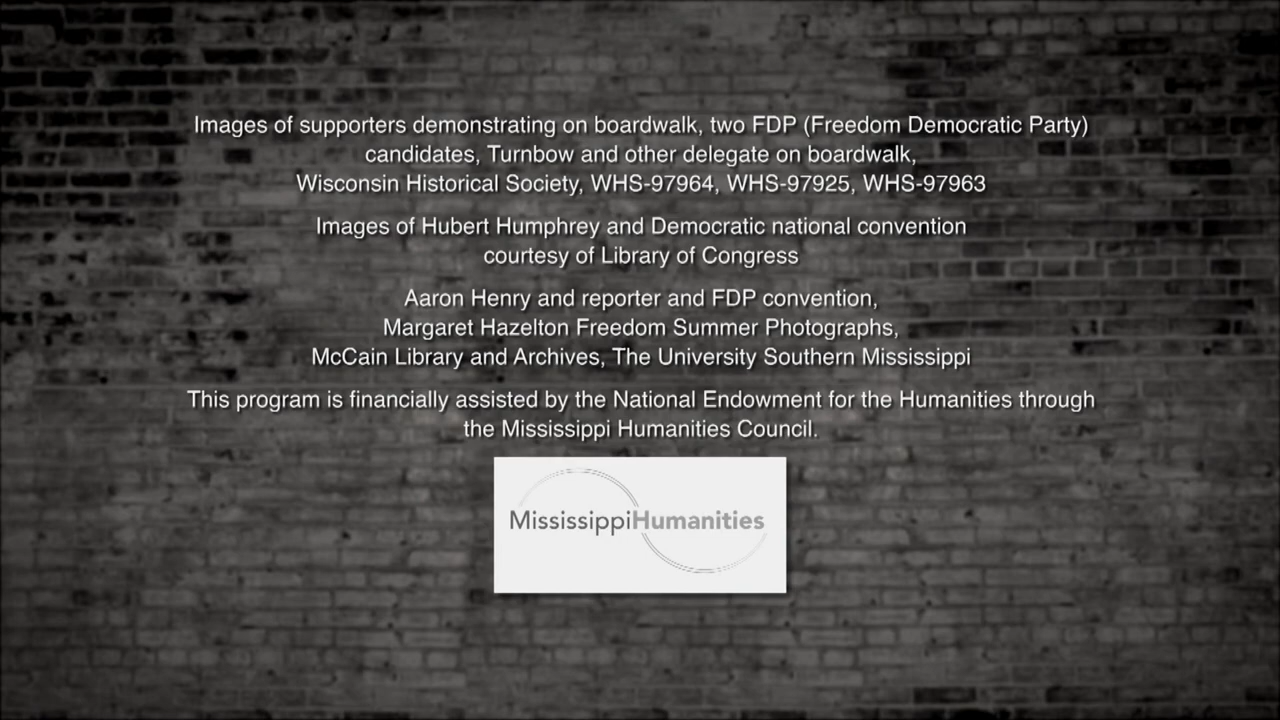 Images of supporters demonstrating on boardwalk, two FDP (Freedom Democratic Party)
candidates, Turnbow and other delegate on boardwalk,
Wisconsin Historical Society, WHS-97964, WHS-97925, WHS-97963
Images of Hubert Humphrey and Democratic national convention
courtesy of Library of Congress
Aaron Henry and reporter and FDP convention,
Margaret Hazelton Freedom Summer Photographs,
McCain Library and Archives, The University Southern Mississippi
This program is financially assisted by the National Endowment for the Humanities through
the Mississippi Humanities Council.
MississippiHumanities